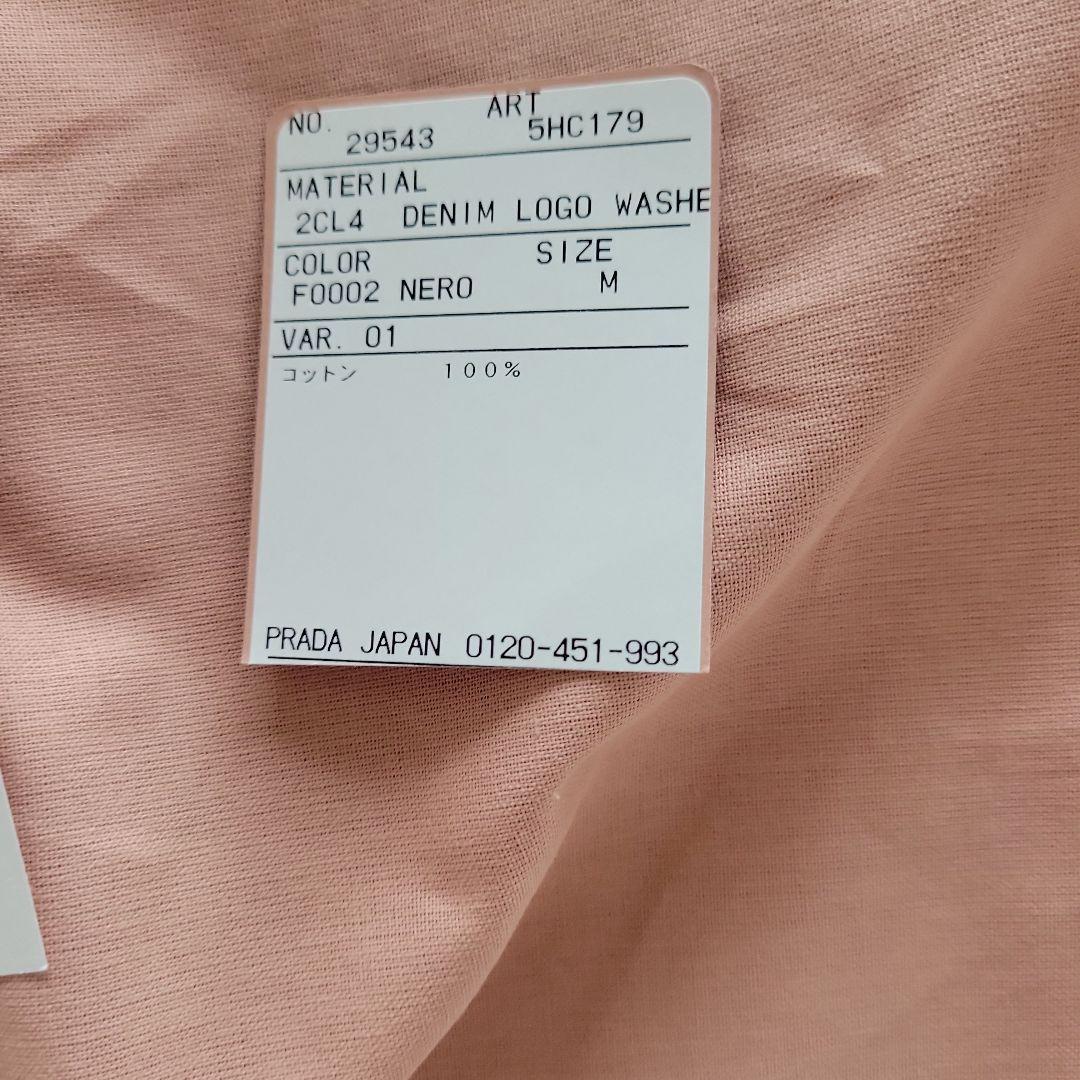 NO. ART
29543 5HC179
MATERIAL
2CL4 DENIM LOGO WASHE
COLOR SIZE
F0002 NERO M
VAR. 01
コットン 100%
PRADA JAPAN 0120-451-993